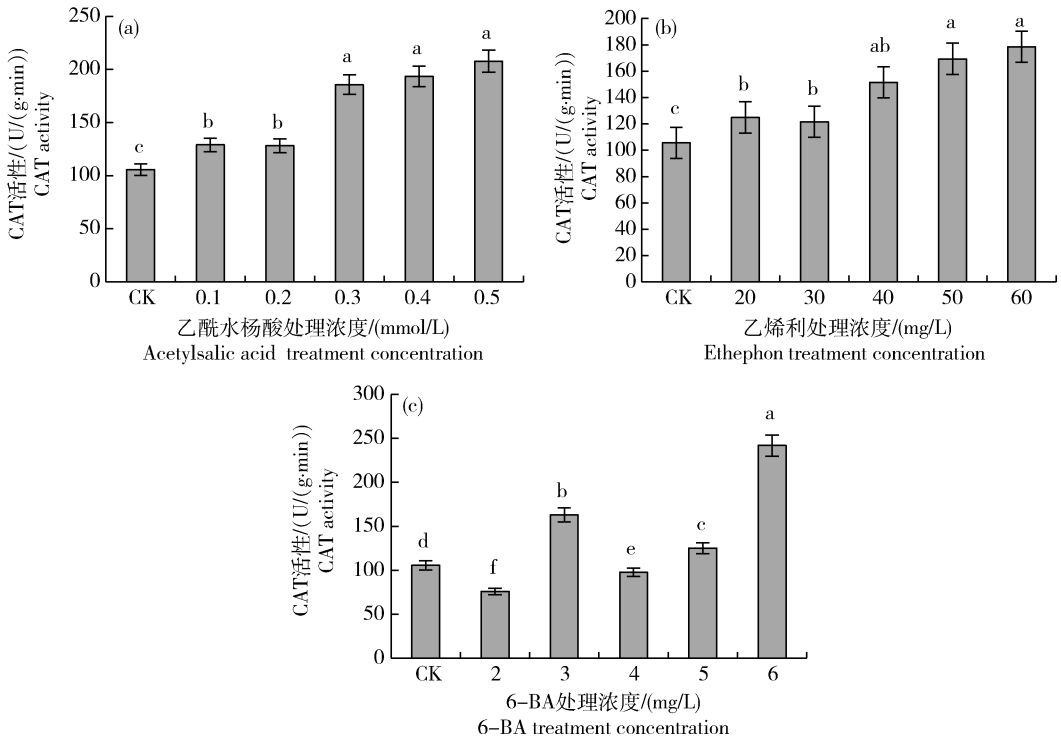 (a)
CAT活性/(U/(g·min))
CAT activity
250
200
150
100
50
0
c
b
b
a
a
a
CK 0.1 0.2 0.3 0.4 0.5
乙酰水杨酸处理浓度/(mmol/L)
Acetylsalic acid treatment concentration
(b)
CAT活性/(U/(g·min))
CAT activity
200
180
160
140
120
100
80
60
40
20
0
c
b
b
ab
a
a
CK 20 30 40 50 60
乙烯利处理浓度/(mg/L)
Ethephon treatment concentration
(c)
CAT活性/(U/(g·min))
CAT activity
300
250
200
150
100
50
0
d
f
b
e
c
a
CK 2 3 4 5 6
6-BA处理浓度/(mg/L)
6-BA treatment concentration